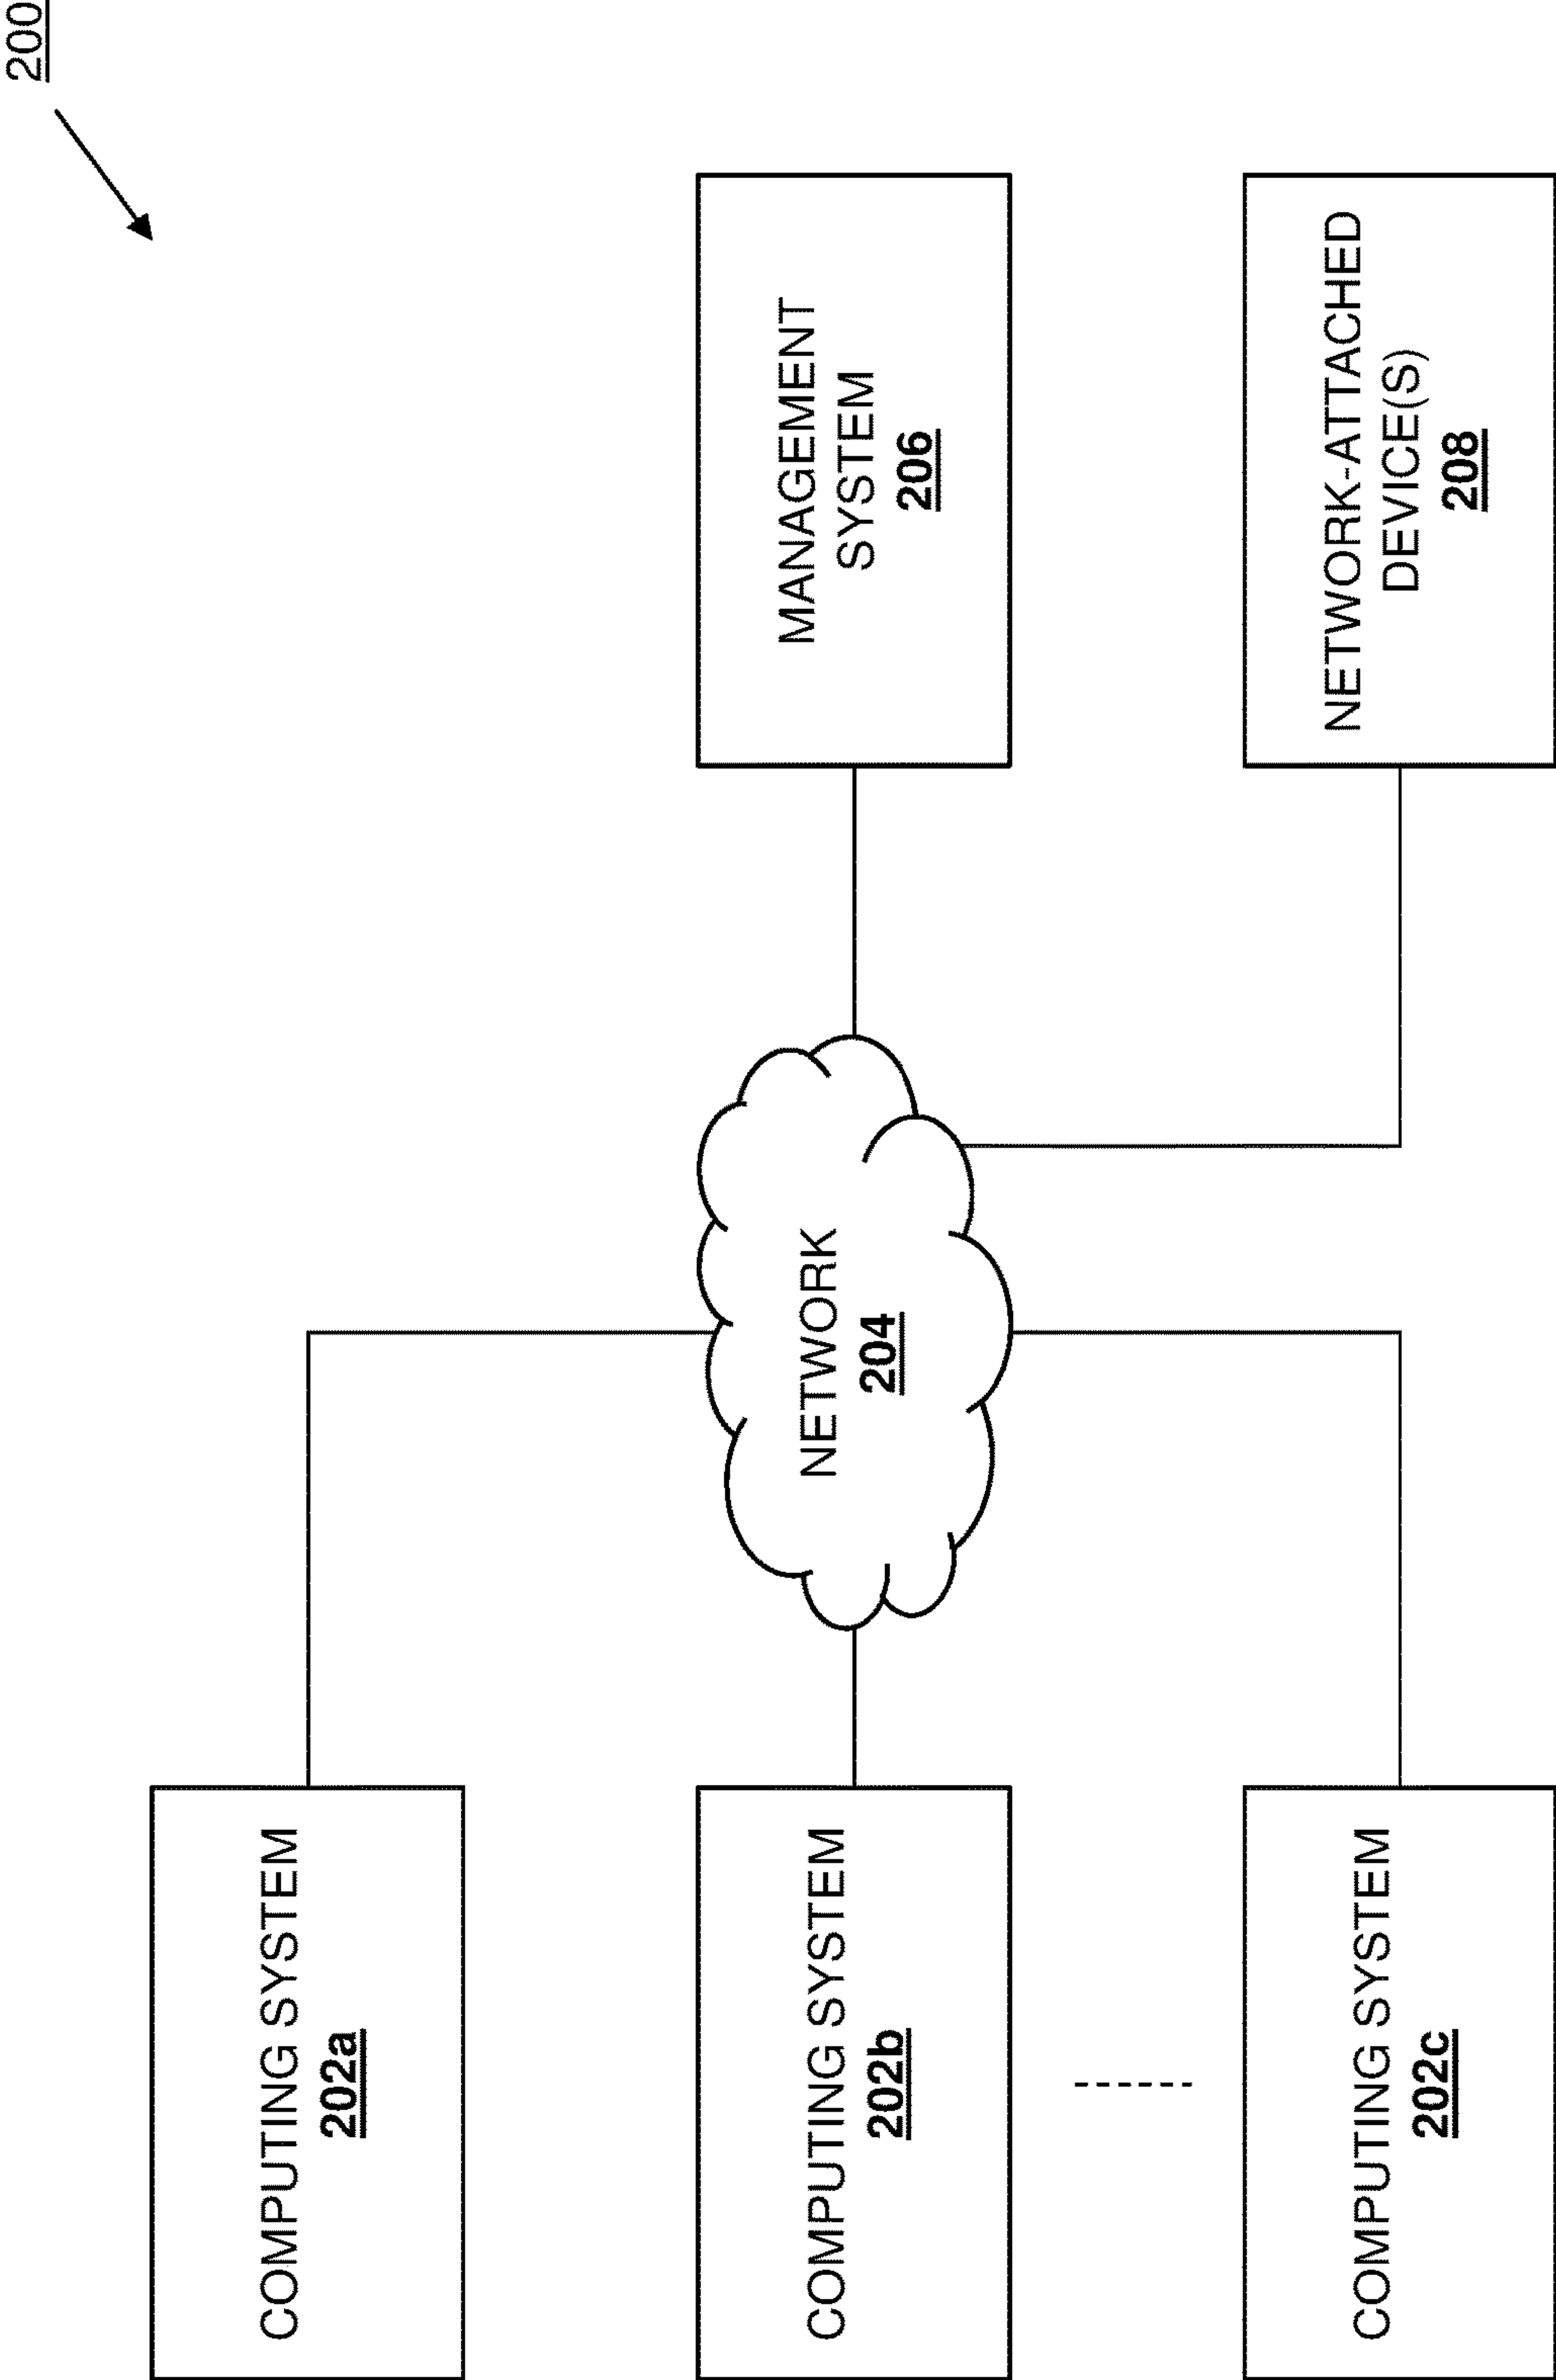 200
COMPUTING SYSTEM
202a
COMPUTING SYSTEM
202b
COMPUTING SYSTEM
202c
NETWORK
204
MANAGEMENT
SYSTEM
206
NETWORK-ATTACHED
DEVICE(S)
208